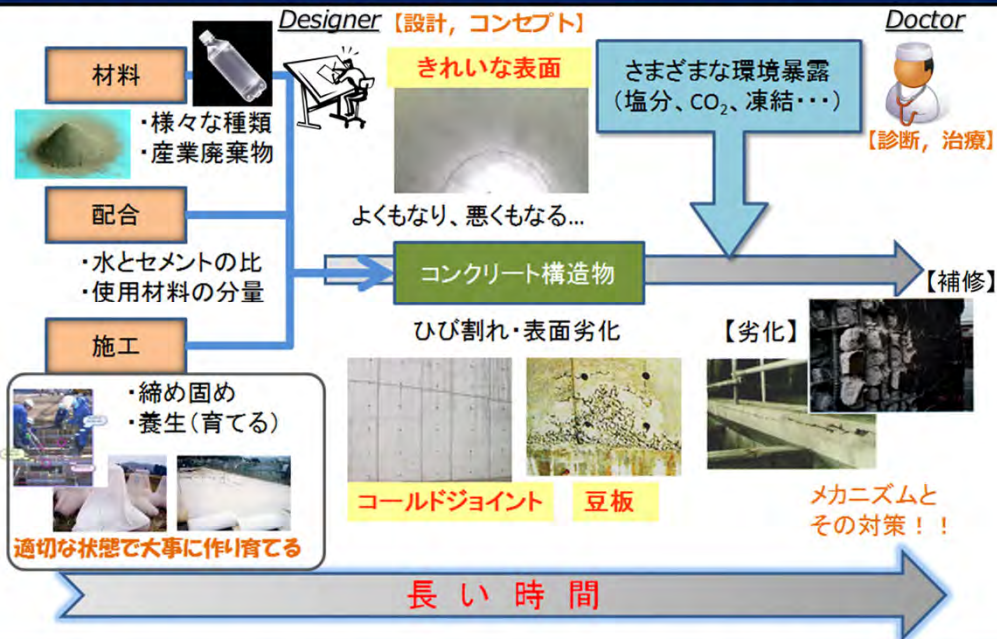 Designer 【設計, コンセプト】
Doctor
材料
・様々な種類
・産業廃棄物
きれいな表面
さまざまな環境暴露
(塩分、CO₂、凍結・・・)
【診断, 治療】
配合
・水とセメントの比
・使用材料の分量
よくもなり、悪くもなる...
コンクリート構造物
施工
・締め固め
・養生(育てる)
適切な状態で大事に作り育てる
ひび割れ・表面劣化
コールドジョイント
豆板
【劣化】
【補修】
メカニズムと
その対策！！
長い時間